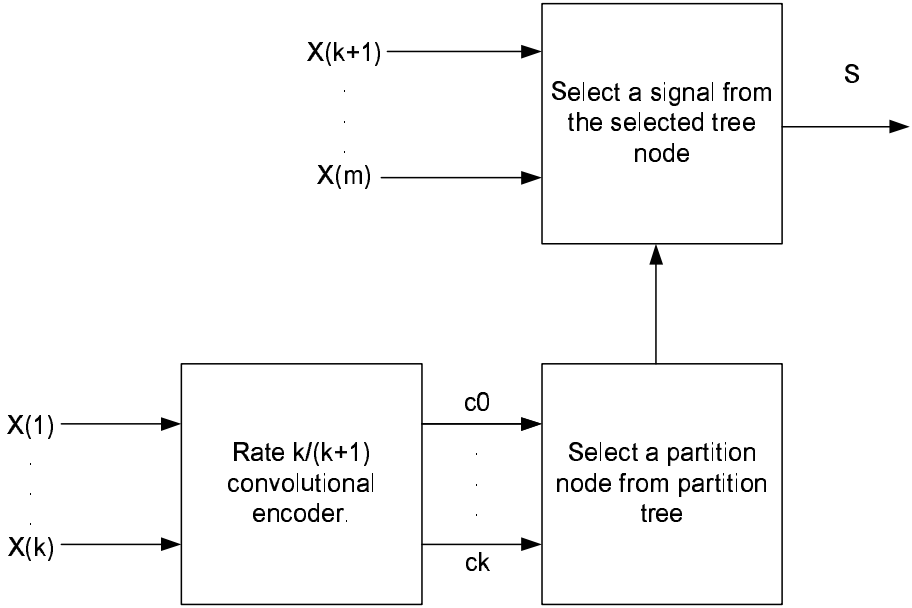 X(k+1)
.
.
.
X(m)
Select a signal from
the selected tree
node
S
X(1)
.
.
.
X(k)
Rate k/(k+1)
convolutional
encoder.
c0
.
.
.
ck
Select a partition
node from partition
tree